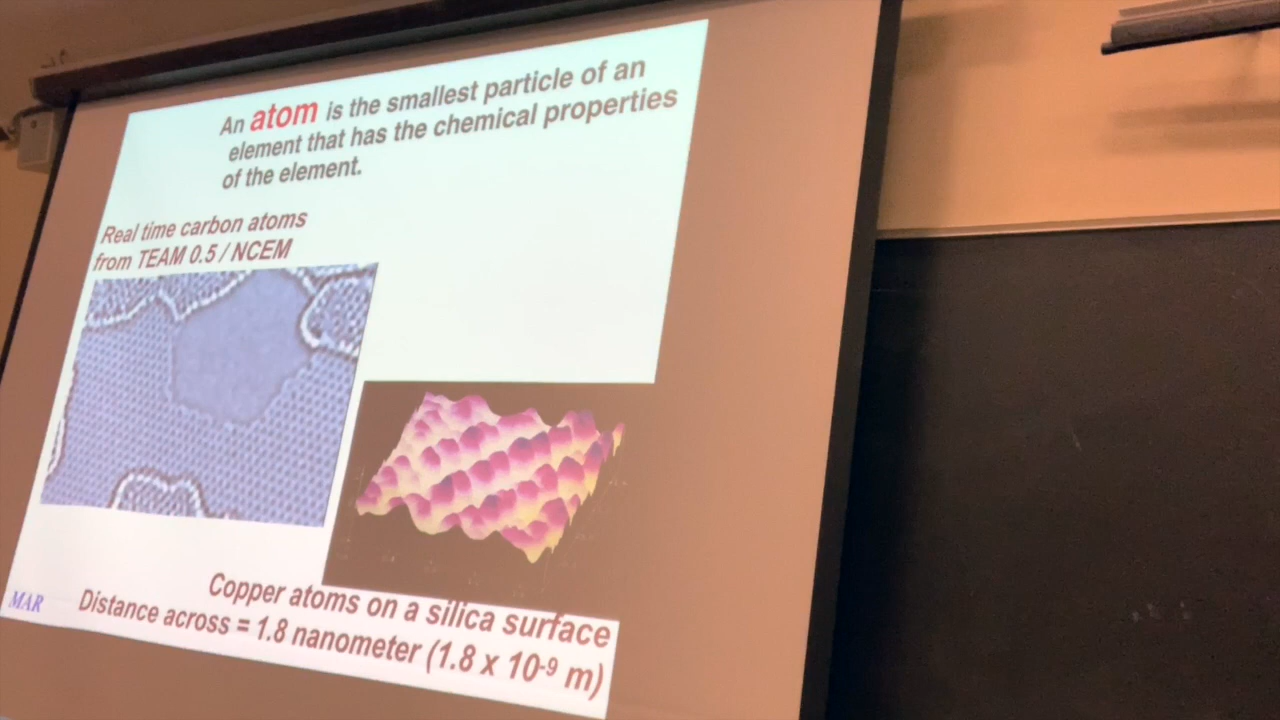 An atom is the smallest particle of an
element that has the chemical properties
of the element.
Real time carbon atoms
from TEAM 0.5 / NCEM
Copper atoms on a silica surface
Distance across = 1.8 nanometer (1.8 x 10⁻⁹ m)
MAR